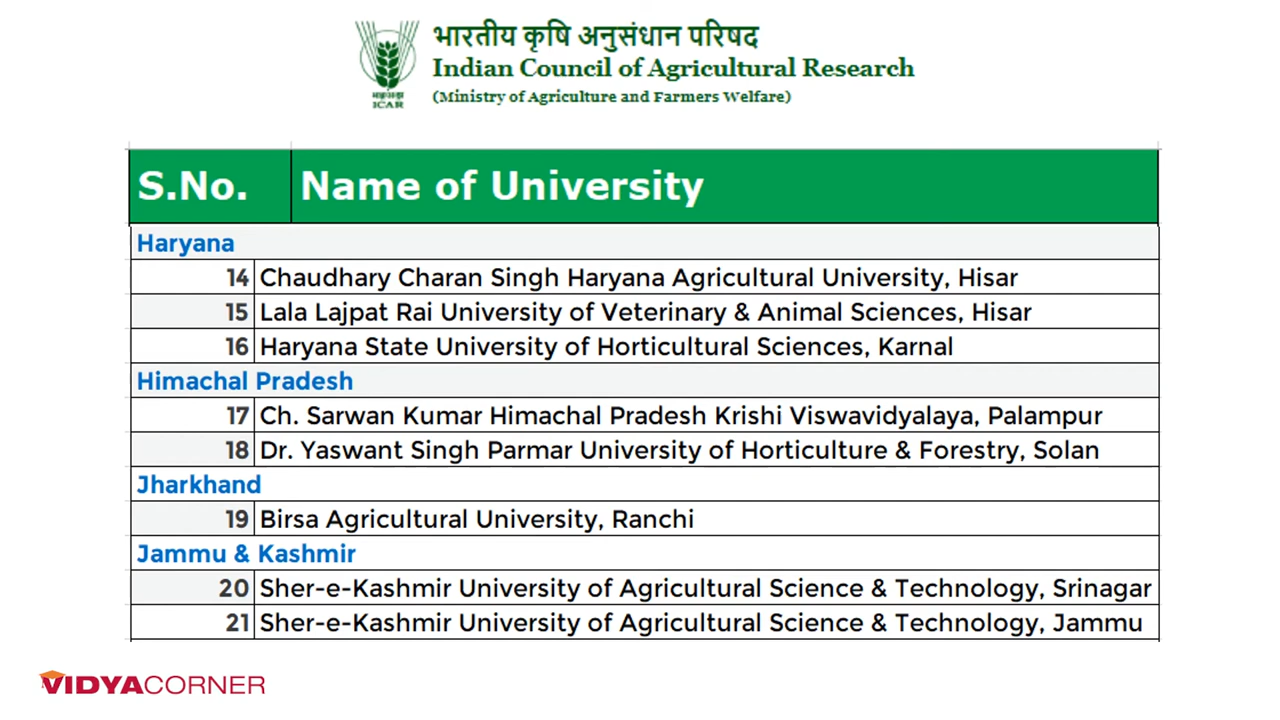 भारतीय कृषि अनुसंधान परिषद
Indian Council of Agricultural Research
(Ministry of Agriculture and Farmers Welfare)
ICAR
S.No. Name of University
Haryana
14 Chaudhary Charan Singh Haryana Agricultural University, Hisar
15 Lala Lajpat Rai University of Veterinary & Animal Sciences, Hisar
16 Haryana State University of Horticultural Sciences, Karnal
Himachal Pradesh
17 Ch. Sarwan Kumar Himachal Pradesh Krishi Viswavidyalaya, Palampur
18 Dr. Yaswant Singh Parmar University of Horticulture & Forestry, Solan
Jharkhand
19 Birsa Agricultural University, Ranchi
Jammu & Kashmir
20 Sher-e-Kashmir University of Agricultural Science & Technology, Srinagar
21 Sher-e-Kashmir University of Agricultural Science & Technology, Jammu
VIDYACORNER